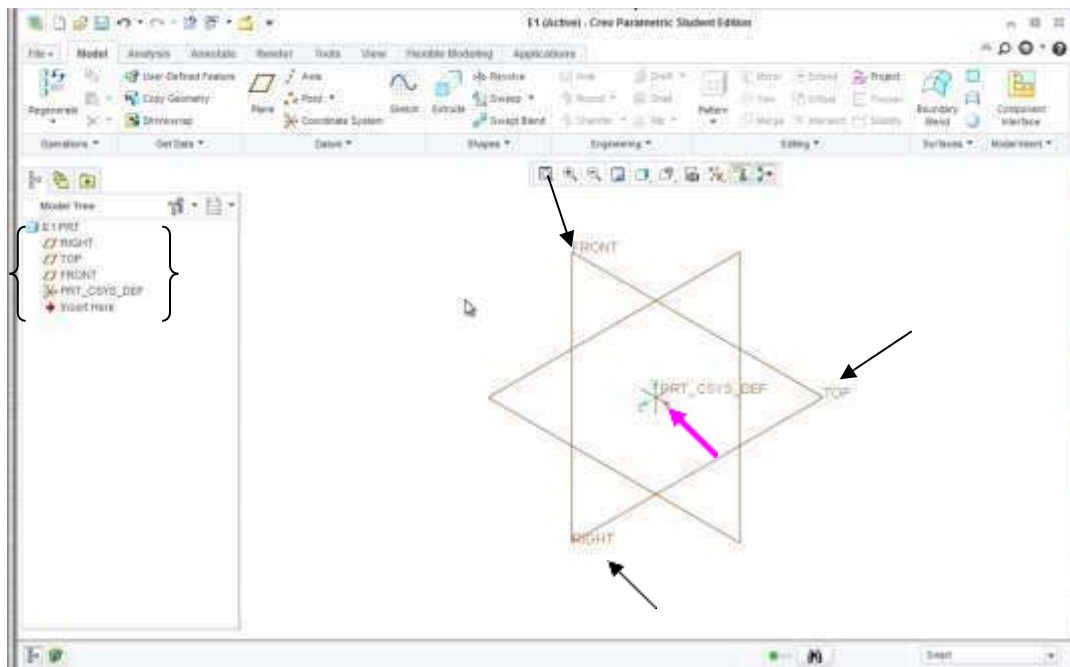 E1 (Active) - Creo Parametric Student Edition
File Model Analysis Annotate Render Tools View Flexible Modeling Applications
Regenerate
User-Defined Feature
Copy Geometry
Shrinkwrap
Plane
Axis
Point
Coordinate System
Sketch Extrude
Revolve
Sweep
Swept Blend
Hole
Round
Chamfer
Draft
Shell
Rib
Pattern
Mirror Extend Project
Trim Offset Thicken
Merge Intersect Solidify
Boundary
Blend
Component
Interface
Operations Get Data Datum Shapes Engineering Editing Surfaces Model Intent
Model Tree
E1.PRT
RIGHT
TOP
FRONT
PRT_CSYS_DEF
Insert Here
FRONT
PRT_CSYS_DEF
TOP
RIGHT
Smart